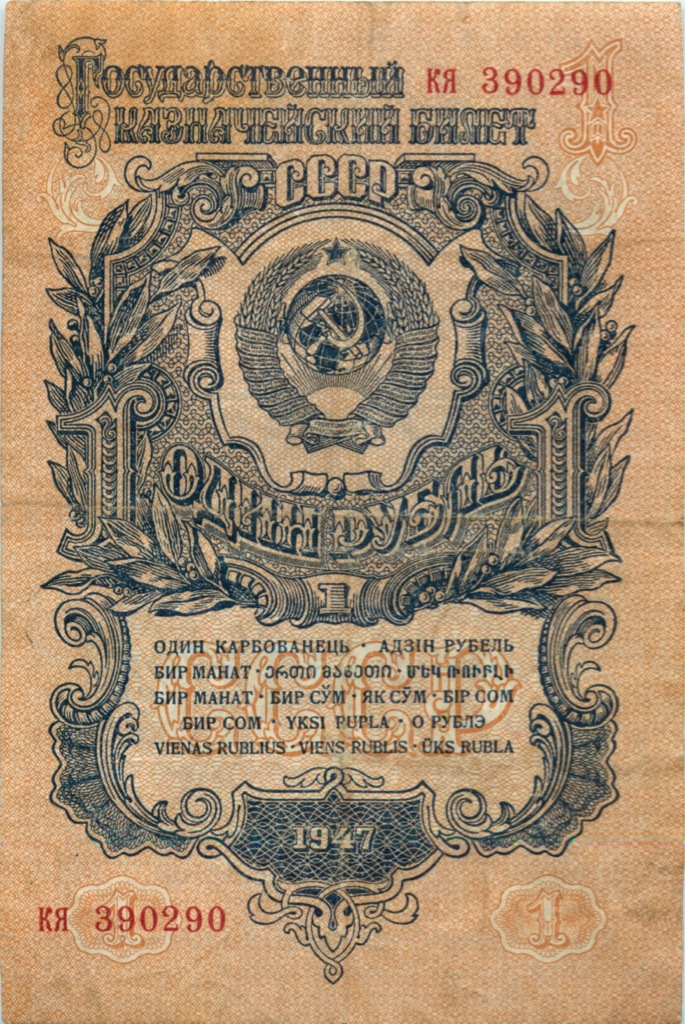 Государственный кя 390290
казначейский билет
СССР
1 1
ОДИН РУБЛЬ
1
ОДИН КАРБОВАНЕЦЬ · АДЗІН РУБЕЛЬ
БИР МАНАТ · ერთი მანეთი · ՄԵԿ ՌՈՒԲԼԻ
БИР МАНАТ · БИР СЎМ · ЯК СЎМ · БІР СОМ
БИР СОМ · YKSI RUPLA · О РУБЛЭ
VIENAS RUBLIUS · VIENS RUBLIS · ÜKS RUBLA
1947
кя 390290
1 1